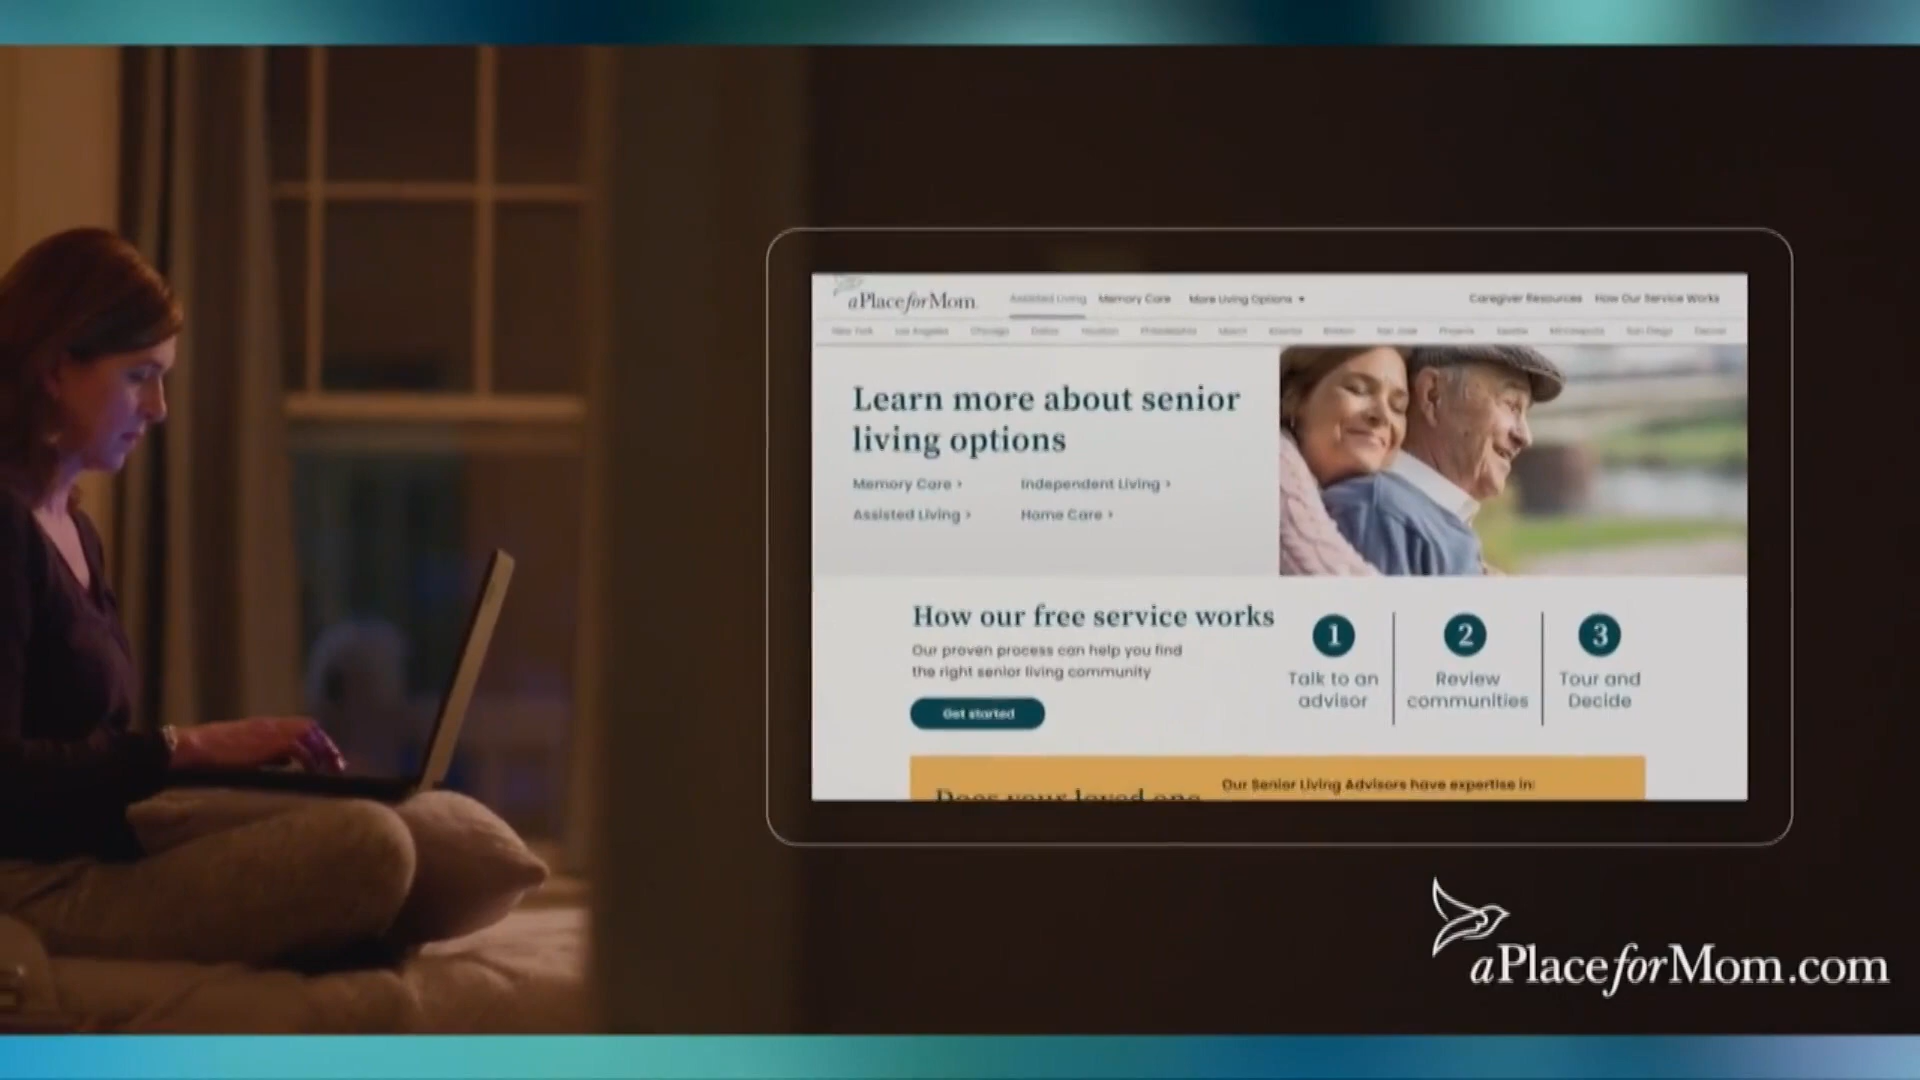 aPlaceforMom
Assisted Living Memory Care More Living Options Caregiver Resources How Our Service Works
New York Los Angeles Chicago Dallas Houston Philadelphia Miami Atlanta Boston San Jose Phoenix Seattle Minneapolis San Diego
Learn more about senior
living options
Memory Care > Independent Living >
Assisted Living > Home Care >
How our free service works
Our proven process can help you find
the right senior living community
Get started
1
Talk to an
advisor
2
Review
communities
3
Tour and
Decide
Does your loved one
Our Senior Living Advisors have expertise in:
aPlaceforMom.com